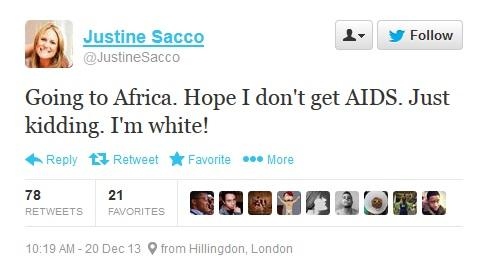 Justine Sacco
@JustineSacco
Follow
Going to Africa. Hope I don't get AIDS. Just
kidding. I'm white!
Reply Retweet Favorite More
78 RETWEETS
21 FAVORITES
10:19 AM - 20 Dec 13 from Hillingdon, London